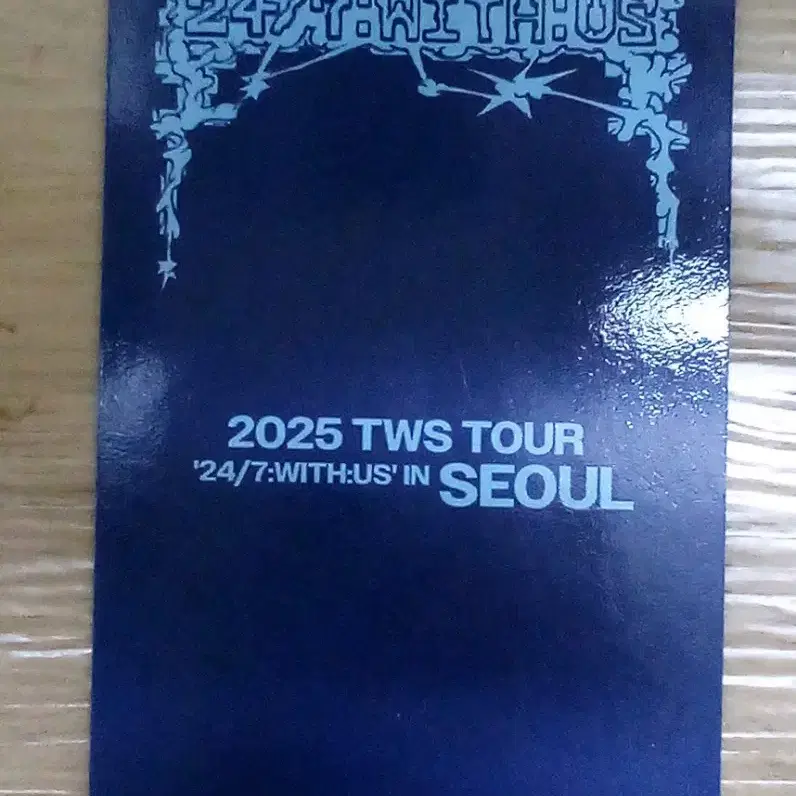 24/7:WITH:US
2025 TWS TOUR
'24/7:WITH:US' IN SEOUL